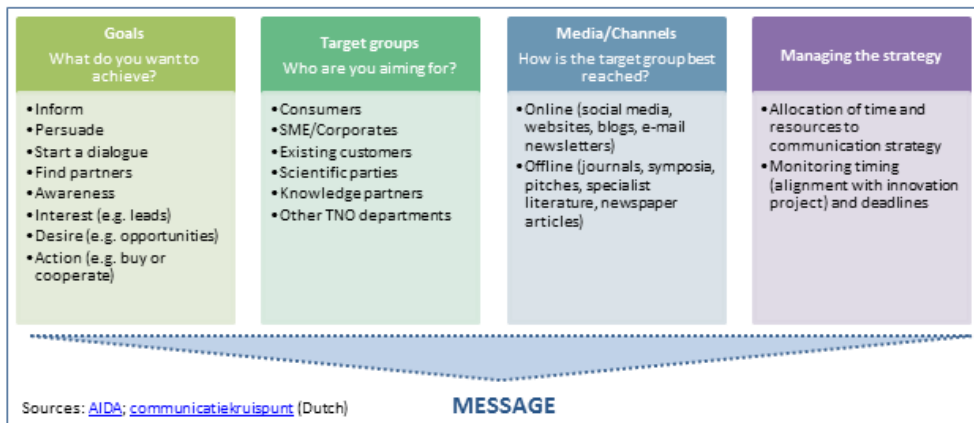 Goals
What do you want to
achieve?
• Inform
• Persuade
• Start a dialogue
• Find partners
• Awareness
• Interest (e.g. leads)
• Desire (e.g. opportunities)
• Action (e.g. buy or
cooperate)
Target groups
Who are you aiming for?
• Consumers
• SME/Corporates
• Existing customers
• Scientific parties
• Knowledge partners
• Other TNO departments
Media/Channels
How is the target group best
reached?
• Online (social media,
websites, blogs, e-mail
newsletters)
• Offline (journals, symposia,
pitches, specialist
literature, newspaper
articles)
Managing the strategy
• Allocation of time and
resources to
communication strategy
• Monitoring timing
(alignment with innovation
project) and deadlines
Sources: AIDA; communicatiekruispunt (Dutch)
MESSAGE